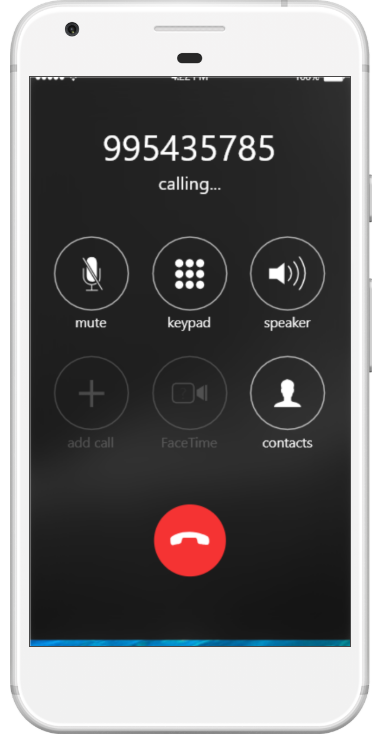 995435785
calling...
mute
keypad
speaker
add call
FaceTime
contacts